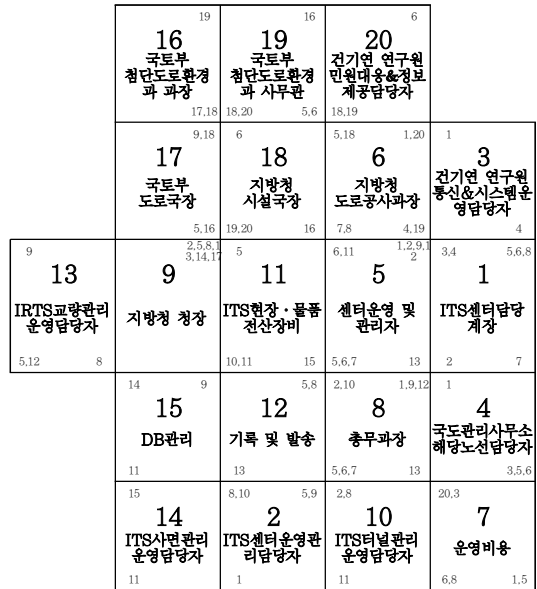 19
16
국토부
첨단도로환경
과 과장
17,18
16
19
국토부
첨단도로환경
과 사무관
18,20 5,6
6
20
건기연 연구원
민원대응&정보
제공담당자
18,19
9,18
17
국토부
도로국장
5,16
6
18
지방청
시설국장
19,20 16
5,18 1,20
6
지방청
도로공사과장
7,8 4,19
1
3
건기연 연구원
통신&시스템운
영담당자
4
9
13
IRTS교량관리
운영담당자
5,12 8
2,5,8,1
3,14,17
9
지방청 청장
5
11
ITS현장·물품
전산장비
10,11 15
6,11 1,2,9,1
2
5
센터운영 및
관리자
5,6,7 13
3,4 5,6,8
1
ITS센터담당
계장
2 7
14 9
15
DB관리
11
5,8
12
기록 및 발송
13
2,10 1,9,12
8
총무과장
5,6,7 13
1
4
국도관리사무소
해당노선담당자
3,5,6
15
14
ITS사면관리
운영담당자
11
8,10 5,9
2
ITS센터운영관
리담당자
1
2,8
10
ITS터널관리
운영담당자
11
20,3
7
운영비용
6,8 1,5